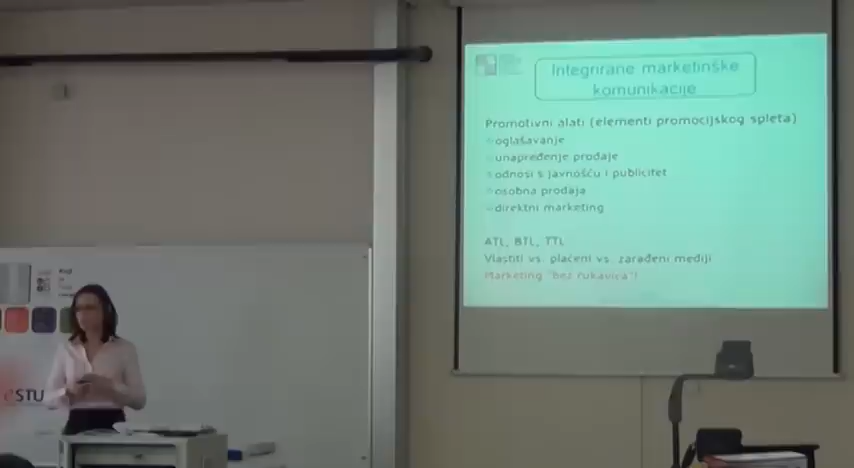 Integrirane marketinške
komunikacije
Promotivni alati (elementi promocijskog spleta)
oglašavanje
unapređenje prodaje
odnosi s javnošću i publicitet
osobna prodaja
direktni marketing
ATL, BTL, TTL
Vlastiti vs. plaćeni vs. zarađeni mediji
Marketing "bez rukavica"!
eSTU